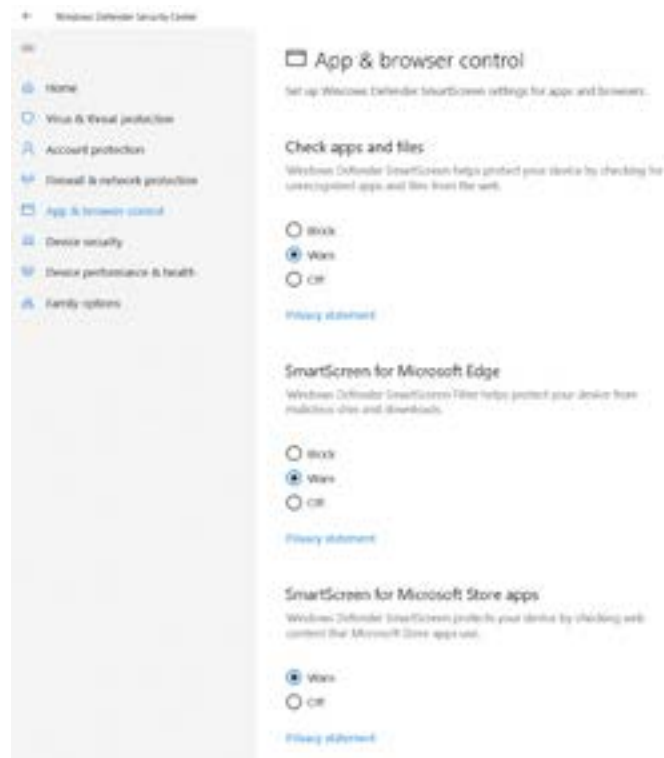 Windows Defender Security Center
Home
Virus & threat protection
Account protection
Firewall & network protection
App & browser control
Device security
Device performance & health
Family options
App & browser control
Set up Windows Defender SmartScreen settings for apps and browsers.
Check apps and files
Windows Defender SmartScreen helps protect your device by checking for
unrecognized apps and files from the web.
Block
Warn
Off
Privacy statement
SmartScreen for Microsoft Edge
Windows Defender SmartScreen Filter helps protect your device from
malicious sites and downloads.
Block
Warn
Off
Privacy statement
SmartScreen for Microsoft Store apps
Windows Defender SmartScreen protects your device by checking web
content that Microsoft Store apps use.
Warn
Off
Privacy statement